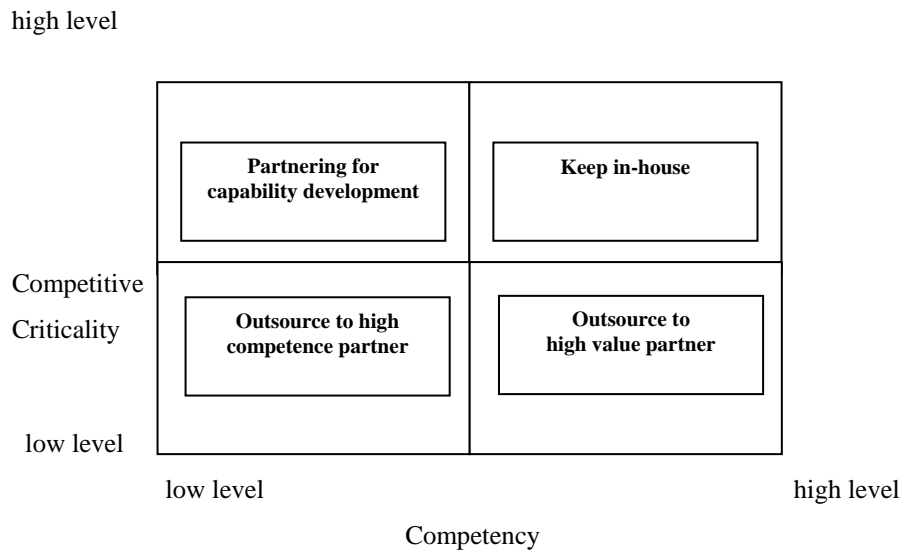 high level
Partnering for
capability development
Keep in-house
Competitive
Criticality
Outsource to high
competence partner
Outsource to
high value partner
low level
low level
high level
Competency